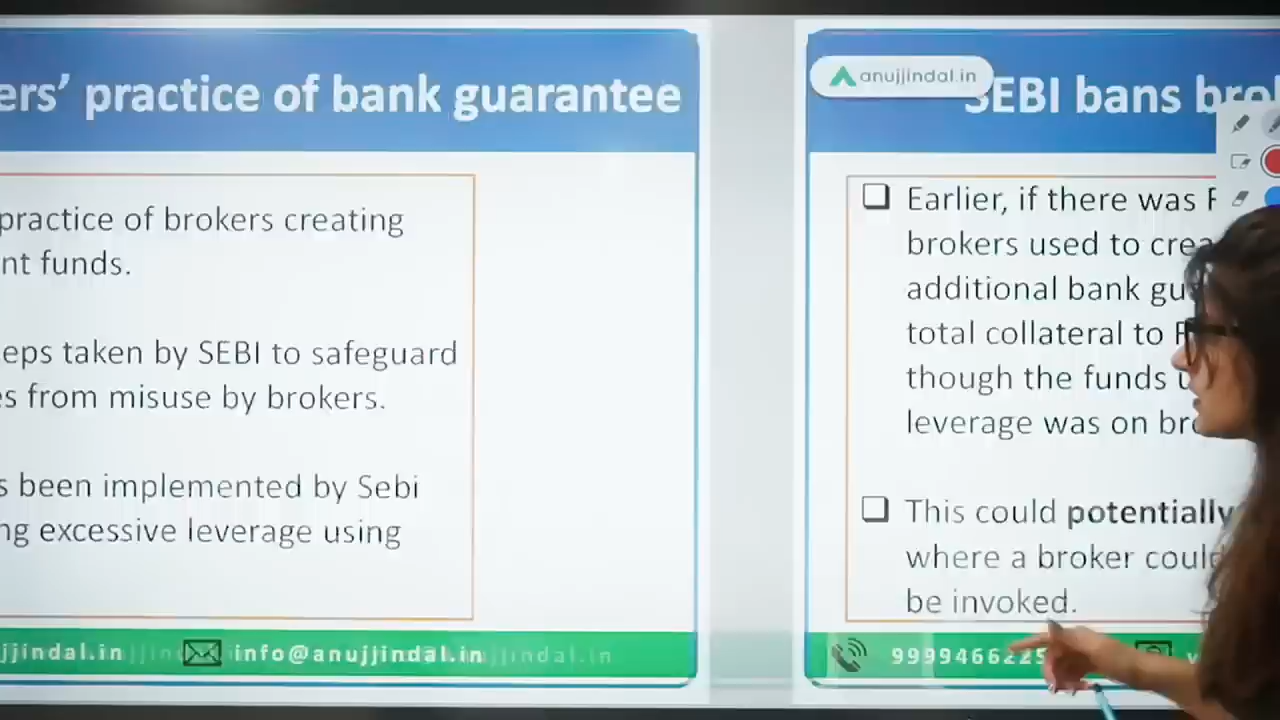 ers’ practice of bank guarantee
practice of brokers creating
nt funds.
eps taken by SEBI to safeguard
s from misuse by brokers.
s been implemented by Sebi
ng excessive leverage using
jjindal.in
info@anujjindal.in
anujjindal.in
SEBI bans bro
Earlier, if there was
brokers used to crea
additional bank gu
total collateral to
though the funds
leverage was on bro
This could potentially
where a broker could
be invoked.
9999466225